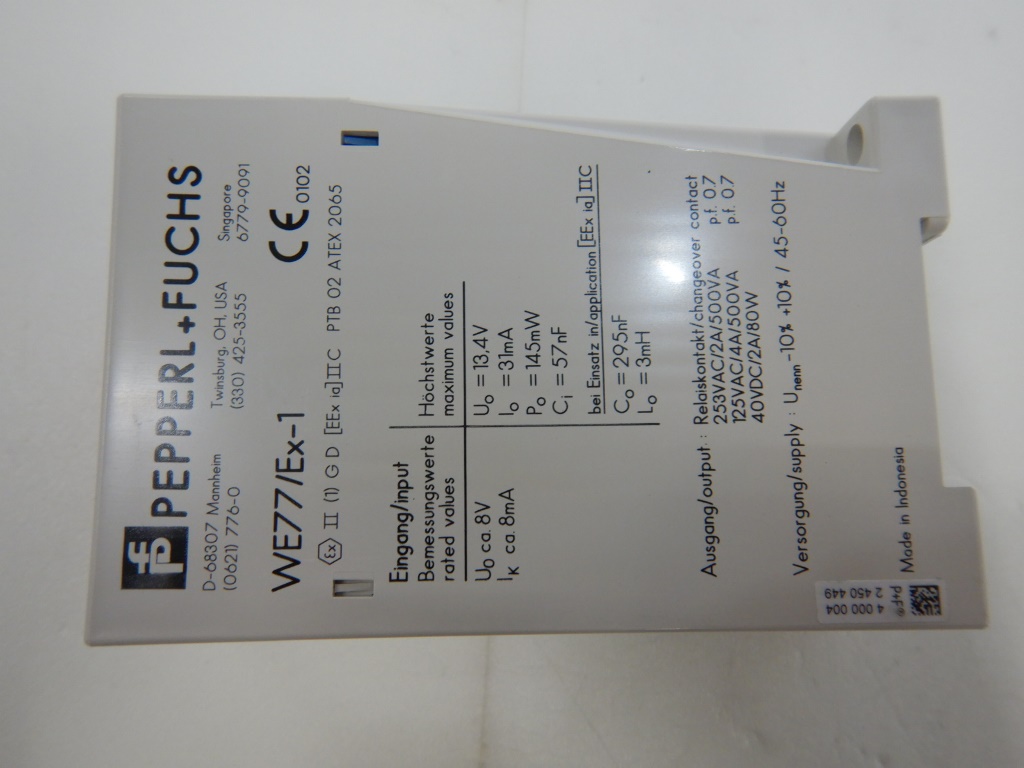 PEPPERL+FUCHS
D-68307 Mannheim Twinsburg, OH, USA Singapore
(0621) 776-0 (330) 425-3555 6779-9091
WE77/Ex-1 CE 0102
Ex II (1) G D [EEx ia] IIC PTB 02 ATEX 2065
Eingang/input
Bemessungswerte Höchstwerte
rated values maximum values
U₀ ca. 8V U₀ = 13,4V
Iₖ ca. 8mA I₀ = 31mA
P₀ = 145mW
Cᵢ = 57nF
bei Einsatz in/application [EEx ia] IIC
C₀ = 295nF
L₀ = 3mH
Ausgang/output : Relaiskontakt/changeover contact
253VAC/2A/500VA p.f. 0.7
125VAC/4A/500VA p.f. 0.7
40VDC/2A/80W
Versorgung/supply : Unenn -10% +10% / 45-60Hz
Made in Indonesia
P+F®
4 000 004
2 450 449